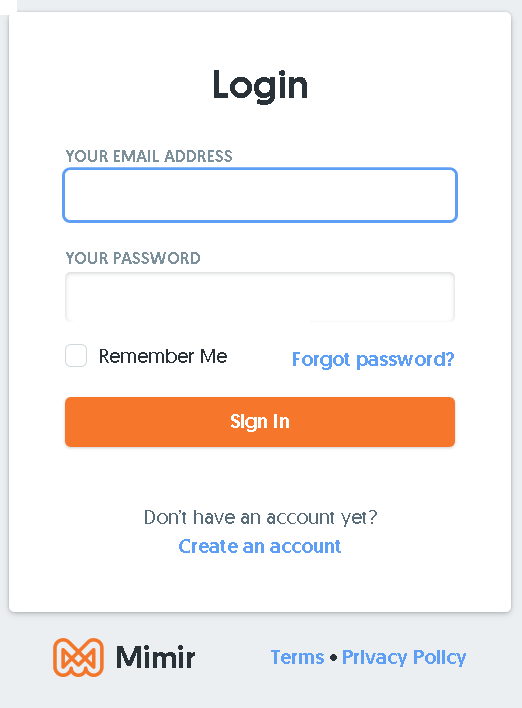 Login
YOUR EMAIL ADDRESS
YOUR PASSWORD
Remember Me Forgot password?
Sign In
Don't have an account yet?
Create an account
Mimir Terms • Privacy Policy